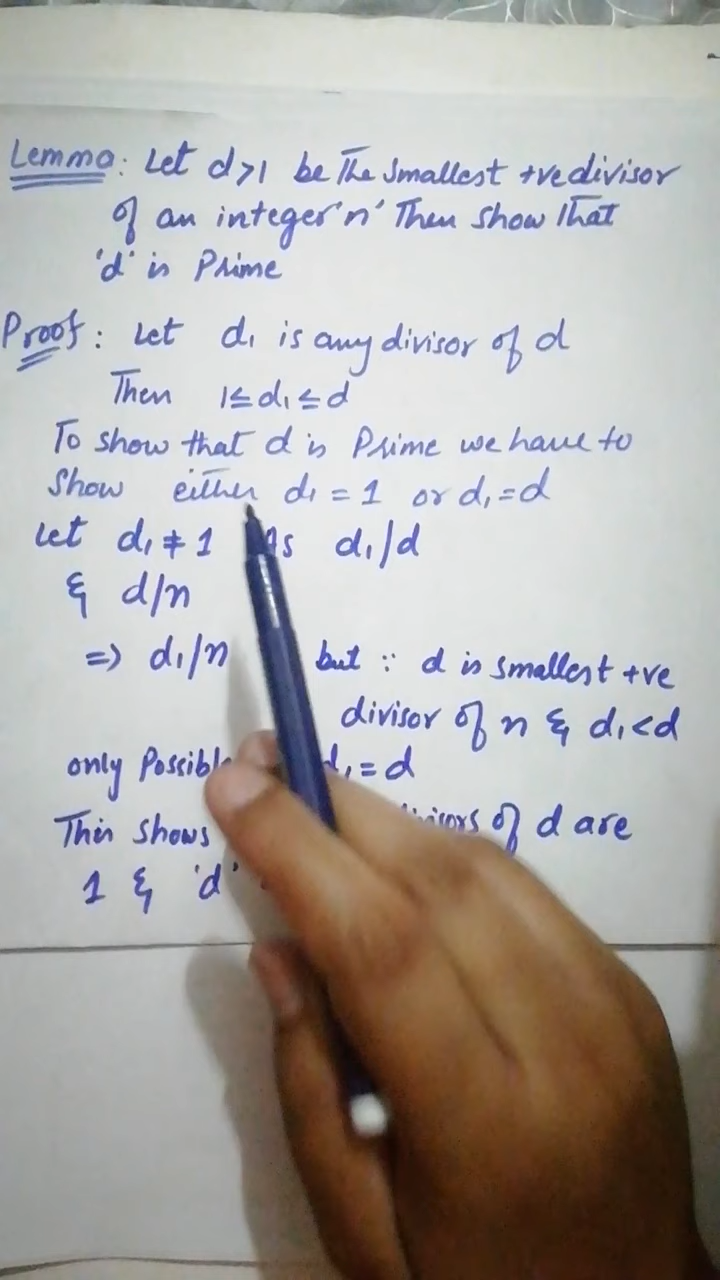 Lemma: Let d>1 be The Smallest +ve divisor
of an integer 'n' Then Show That
'd' is Prime
Proof: Let d₁ is any divisor of d
Then 1≤d₁≤d
To show that d is Prime we have to
Show either d₁ = 1 or d₁=d
Let d₁ ≠ 1 As d₁/d
& d/n
=> d₁/n but ∵ d is smallest +ve
divisor of n & d₁<d
only Possibl d₁=d
This shows divisors of d are
1 & 'd'